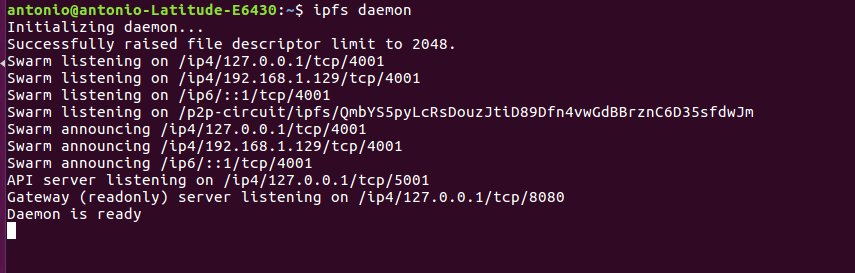 antonio@antonio-Latitude-E6430:~$ ipfs daemon
Initializing daemon...
Successfully raised file descriptor limit to 2048.
Swarm listening on /ip4/127.0.0.1/tcp/4001
Swarm listening on /ip4/192.168.1.129/tcp/4001
Swarm listening on /ip6/::1/tcp/4001
Swarm listening on /p2p-circuit/ipfs/QmbYS5pyLcRsDouzJtiD89Dfn4vwGdBBrznC6D35sfdwJm
Swarm announcing /ip4/127.0.0.1/tcp/4001
Swarm announcing /ip4/192.168.1.129/tcp/4001
Swarm announcing /ip6/::1/tcp/4001
API server listening on /ip4/127.0.0.1/tcp/5001
Gateway (readonly) server listening on /ip4/127.0.0.1/tcp/8080
Daemon is ready